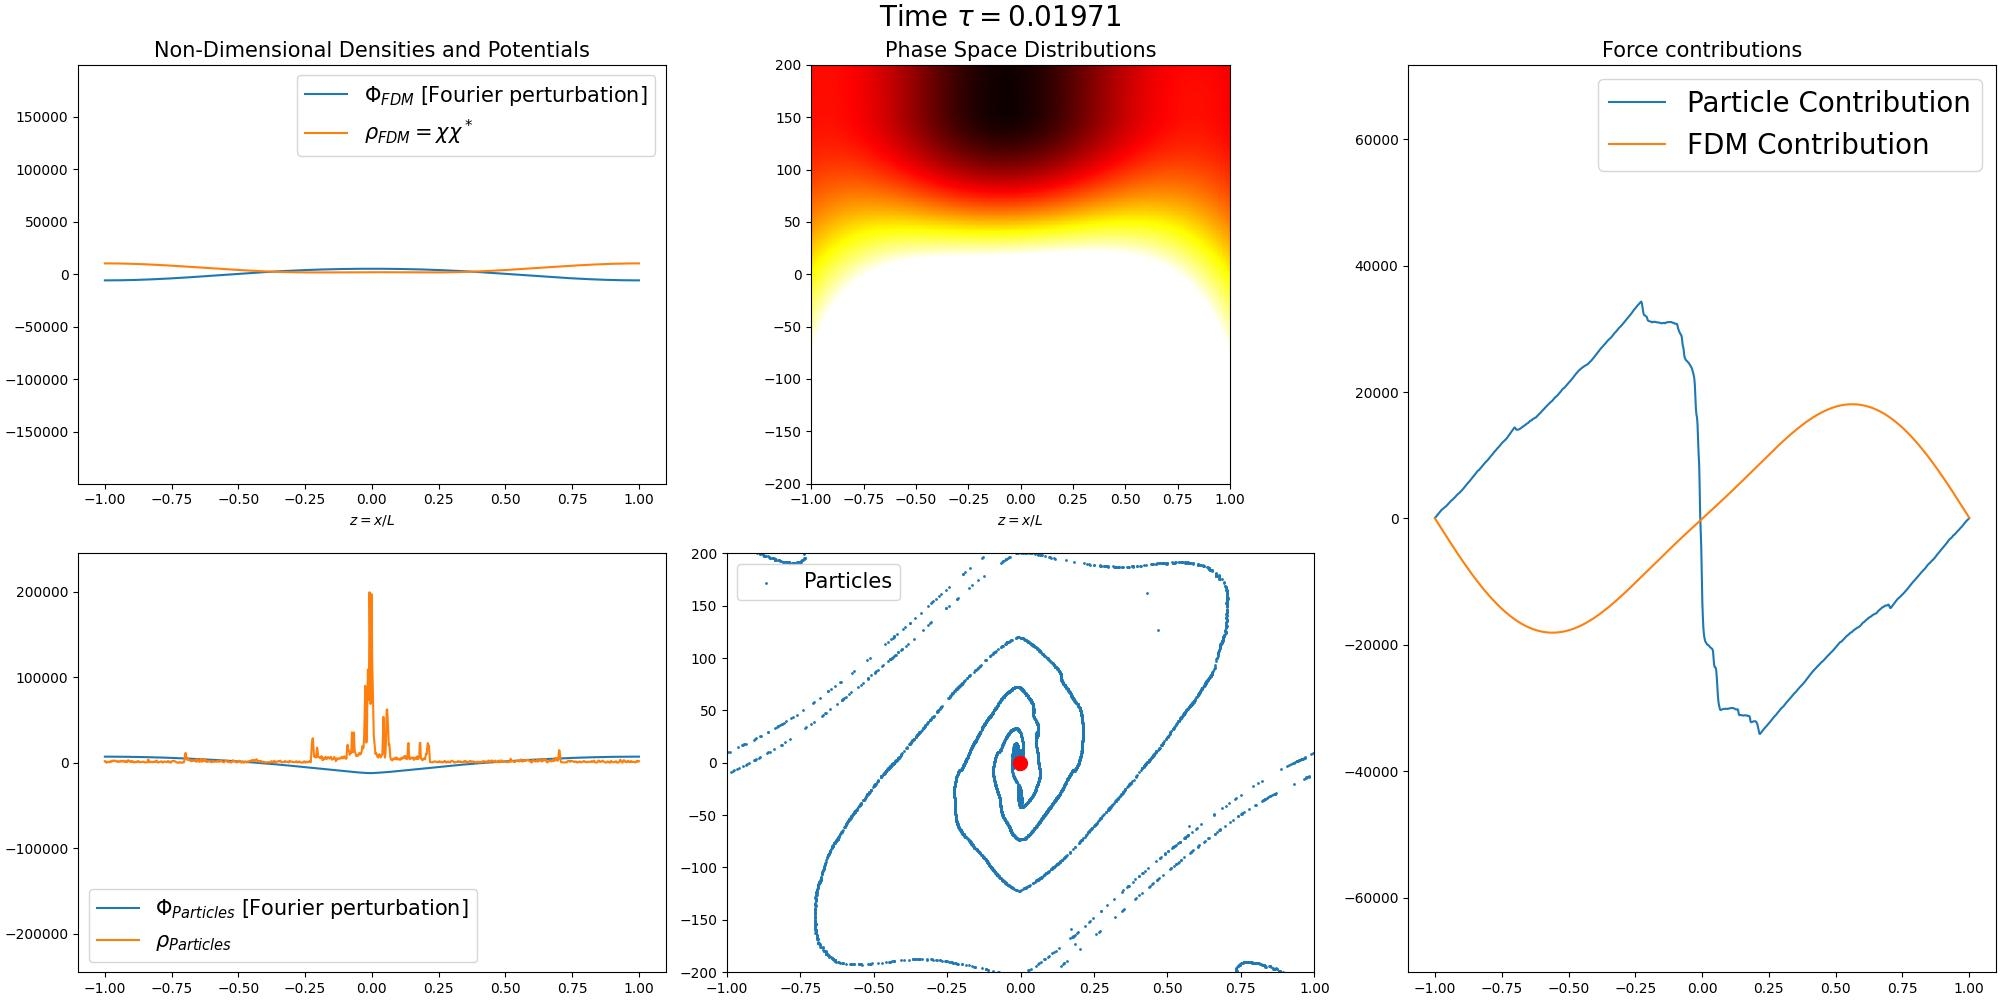 Time τ = 0.01971
Non-Dimensional Densities and Potentials
150000
100000
50000
0
−50000
−100000
−150000
Φ_FDM [Fourier perturbation]
ρ_FDM = χχ*
−1.00 −0.75 −0.50 −0.25 0.00 0.25 0.50 0.75 1.00
z = x/L
Phase Space Distributions
200
150
100
50
0
−50
−100
−150
−200
−1.00 −0.75 −0.50 −0.25 0.00 0.25 0.50 0.75 1.00
z = x/L
Force contributions
Particle Contribution
FDM Contribution
60000
40000
20000
0
−20000
−40000
−60000
−1.00 −0.75 −0.50 −0.25 0.00 0.25 0.50 0.75 1.00
200000
100000
0
−100000
−200000
Φ_Particles [Fourier perturbation]
ρ_Particles
−1.00 −0.75 −0.50 −0.25 0.00 0.25 0.50 0.75 1.00
Particles
200
150
100
50
0
−50
−100
−150
−200
−1.00 −0.75 −0.50 −0.25 0.00 0.25 0.50 0.75 1.00